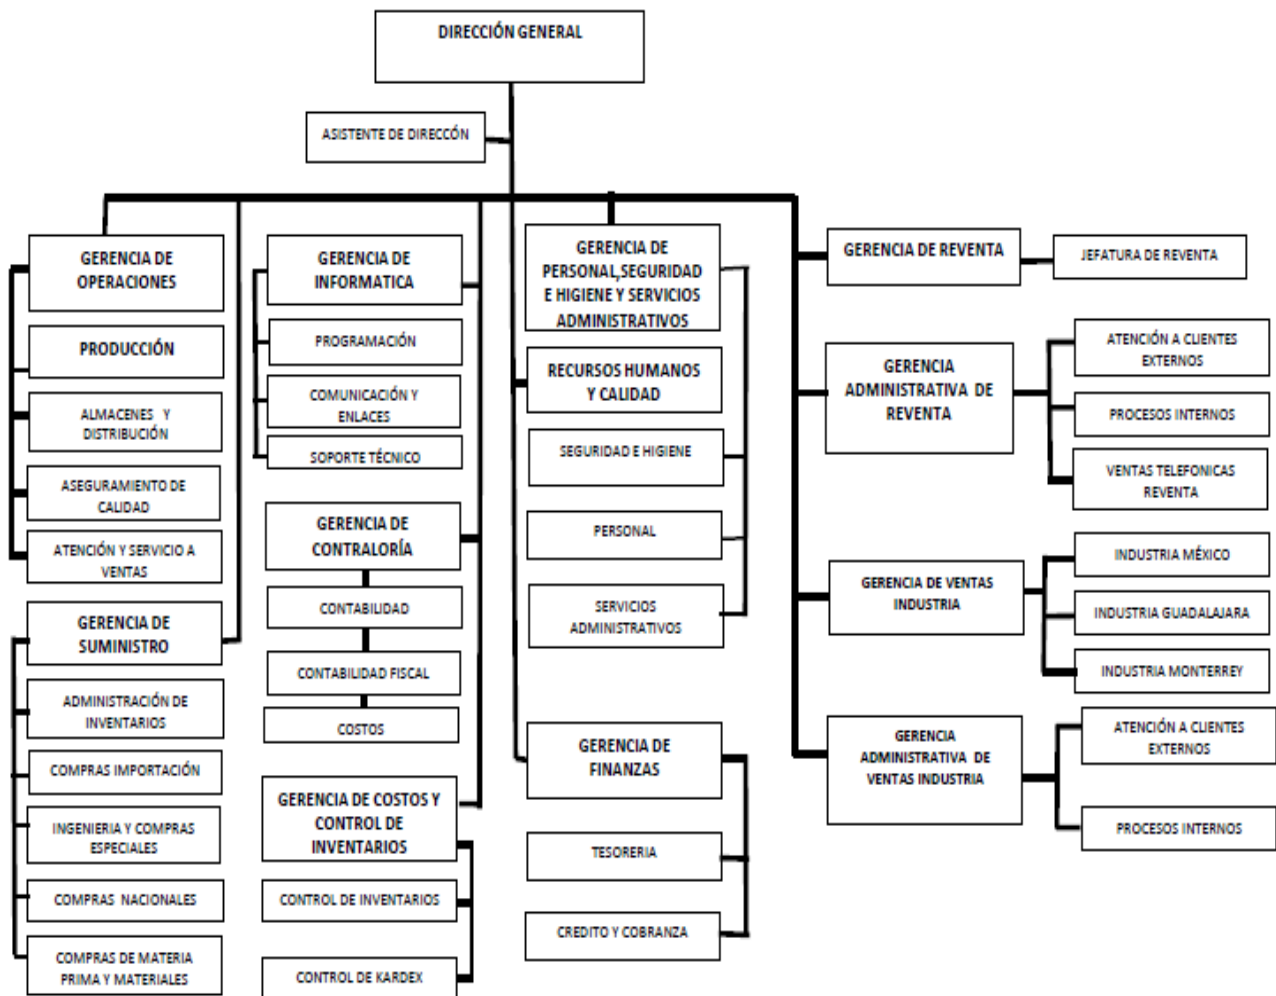 DIRECCIÓN GENERAL
ASISTENTE DE DIRECCÓN
GERENCIA DE
OPERACIONES
PRODUCCIÓN
ALMACENES Y
DISTRIBUCIÓN
ASEGURAMIENTO DE
CALIDAD
ATENCIÓN Y SERVICIO A
VENTAS
GERENCIA DE
SUMINISTRO
ADMINISTRACIÓN DE
INVENTARIOS
COMPRAS IMPORTACIÓN
INGENIERIA Y COMPRAS
ESPECIALES
COMPRAS NACIONALES
COMPRAS DE MATERIA
PRIMA Y MATERIALES
GERENCIA DE
INFORMATICA
PROGRAMACIÓN
COMUNICACIÓN Y
ENLACES
SOPORTE TÉCNICO
GERENCIA DE
CONTRALORÍA
CONTABILIDAD
CONTABILIDAD FISCAL
COSTOS
GERENCIA DE COSTOS Y
CONTROL DE
INVENTARIOS
CONTROL DE INVENTARIOS
CONTROL DE KARDEX
GERENCIA DE
PERSONAL,SEGURIDAD
E HIGIENE Y SERVICIOS
ADMINISTRATIVOS
RECURSOS HUMANOS
Y CALIDAD
SEGURIDAD E HIGIENE
PERSONAL
SERVICIOS
ADMINISTRATIVOS
GERENCIA DE
FINANZAS
TESORERIA
CREDITO Y COBRANZA
GERENCIA DE REVENTA
JEFATURA DE REVENTA
GERENCIA
ADMINISTRATIVA DE
REVENTA
ATENCIÓN A CLIENTES
EXTERNOS
PROCESOS INTERNOS
VENTAS TELEFONICAS
REVENTA
GERENCIA DE VENTAS
INDUSTRIA
INDUSTRIA MÉXICO
INDUSTRIA GUADALAJARA
INDUSTRIA MONTERREY
GERENCIA
ADMINISTRATIVA DE
VENTAS INDUSTRIA
ATENCIÓN A CLIENTES
EXTERNOS
PROCESOS INTERNOS